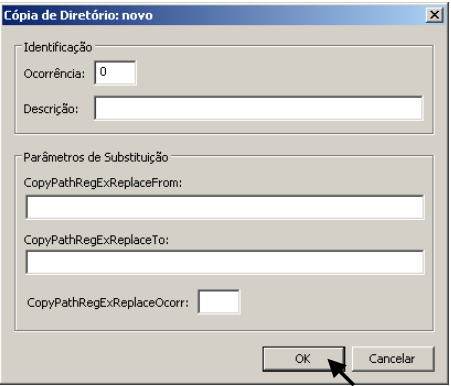 Cópia de Diretório: novo
Identificação
Ocorrência: 0
Descrição:
Parâmetros de Substituição
CopyPathRegExReplaceFrom:
CopyPathRegExReplaceTo:
CopyPathRegExReplaceOcorr:
OK Cancelar